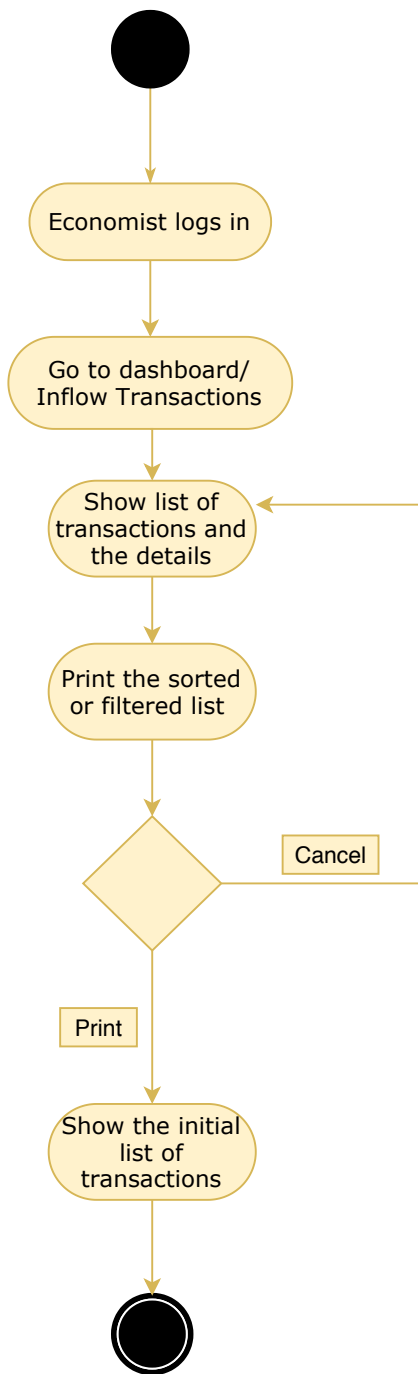 Economist logs in
Go to dashboard/
Inflow Transactions
Show list of
transactions and
the details
Print the sorted
or filtered list
Cancel
Print
Show the initial
list of
transactions